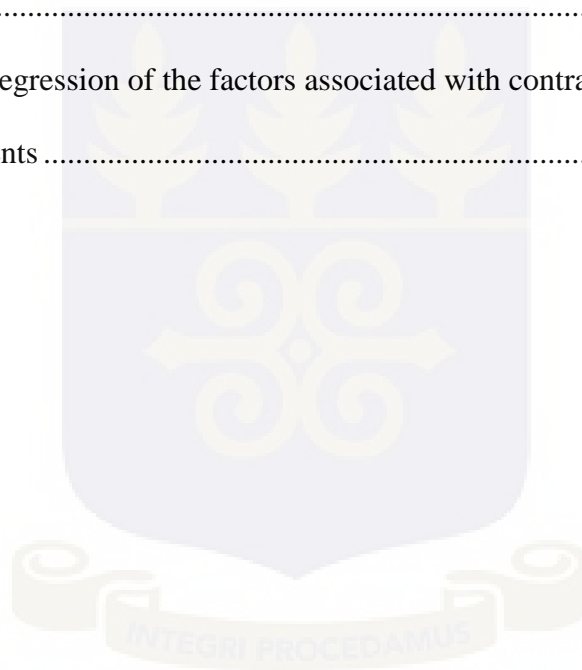 ................................................................................
egression of the factors associated with contra
nts ................................................................................
INTEGRI PROCEDAMUS